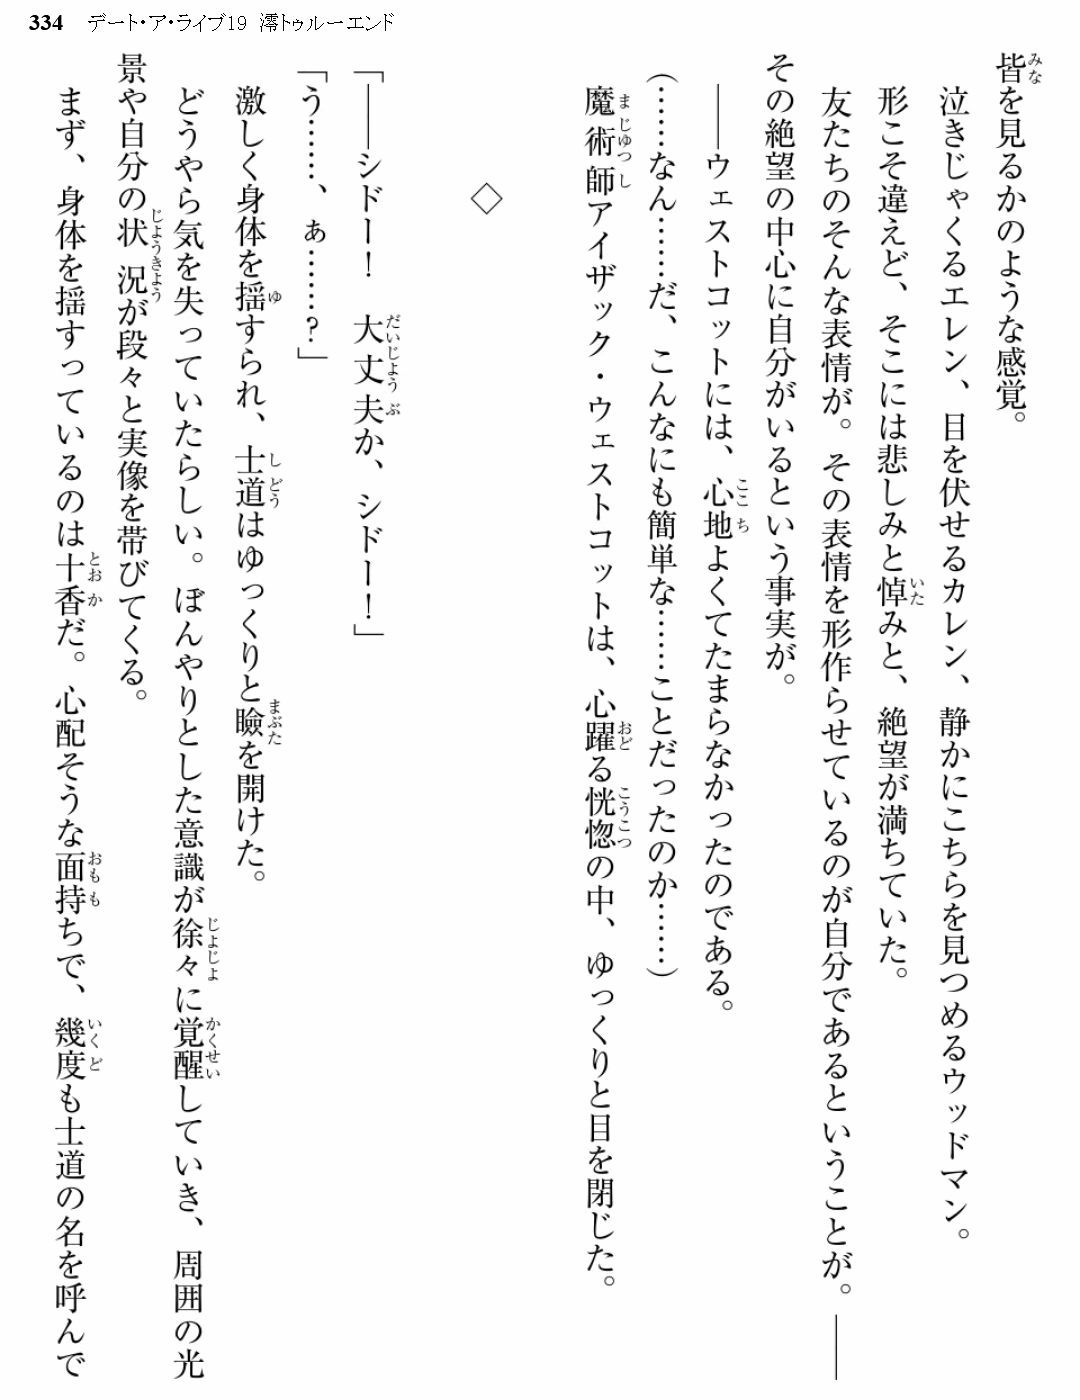 334 デート・ア・ライブ19 澪トゥルーエンド
皆を見るかのような感覚。
泣きじゃくるエレン、目を伏せるカレン、静かにこちらを見つめるウッドマン。
形こそ違えど、そこには悲しみと悼みと、絶望が満ちていた。
友たちのそんな表情が。その表情を形作らせているのが自分であるということが。――
その絶望の中心に自分がいるという事実が。
――ウェストコットには、心地よくてたまらなかったのである。
(……なん……だ、こんなにも簡単な……ことだったのか……)
魔術師アイザック・ウェストコットは、心躍る恍惚の中、ゆっくりと目を閉じた。
◇
「――シドー！　大丈夫か、シドー！」
「う……、ぁ……？」
激しく身体を揺すられ、士道はゆっくりと瞼を開けた。
どうやら気を失っていたらしい。ぼんやりとした意識が徐々に覚醒していき、周囲の光
景や自分の状況が段々と実像を帯びてくる。
まず、身体を揺すっているのは十香だ。心配そうな面持ちで、幾度も士道の名を呼んで